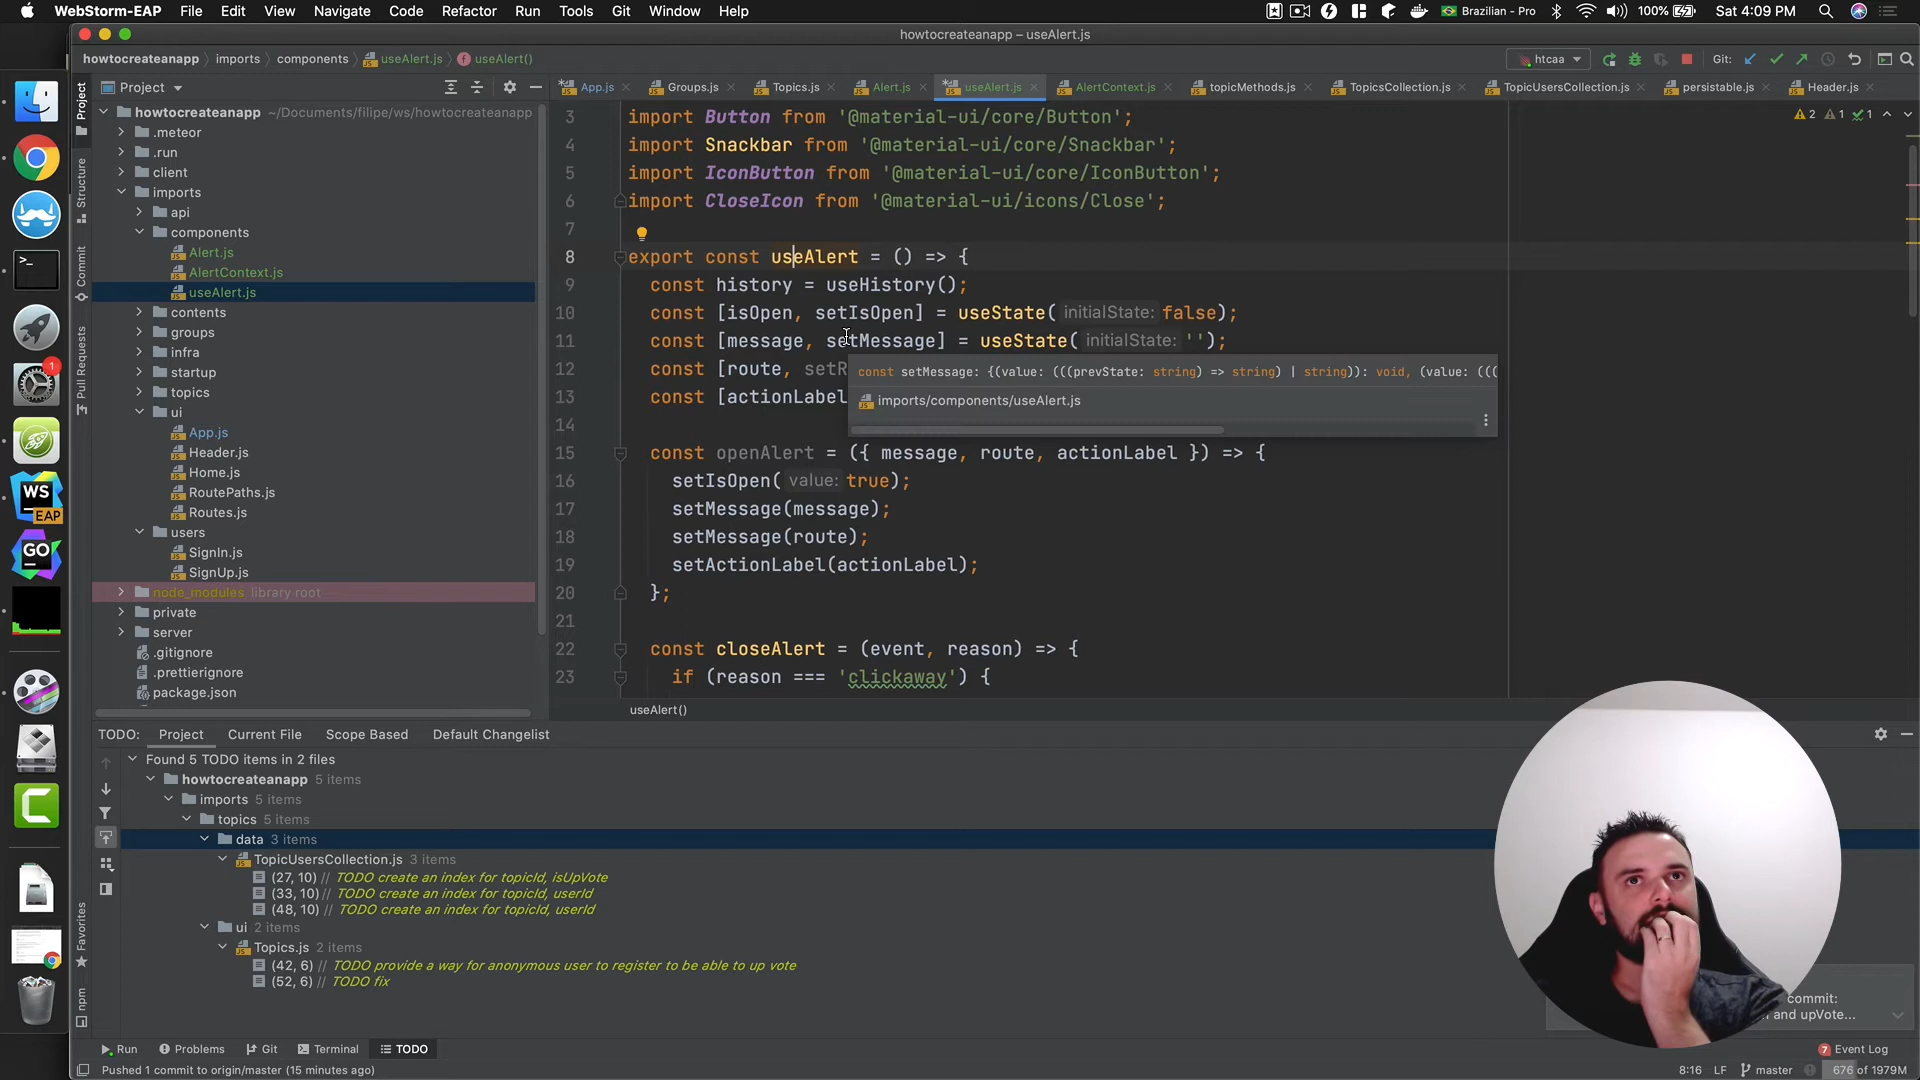 WebStorm-EAP File Edit View Navigate Code Refactor Run Tools Git Window Help Brazilian - Pro 100% Sat 4:09 PM
howtocreateanapp – useAlert.js
howtocreateanapp imports components useAlert.js useAlert() htcaa Git:
Project App.js Groups.js Topics.js Alert.js useAlert.js AlertContext.js topicMethods.js TopicsCollection.js TopicUsersCollection.js persistable.js Header.js
Project
Structure
Commit
Pull Requests
Favorites
npm
howtocreateanapp ~/Documents/filipe/ws/howtocreateanapp
.meteor
.run
client
imports
api
components
Alert.js
AlertContext.js
useAlert.js
contents
groups
infra
startup
topics
ui
App.js
Header.js
Home.js
RoutePaths.js
Routes.js
users
SignIn.js
SignUp.js
node_modules library root
private
server
.gitignore
.prettierignore
package.json
2 1 1
3 import Button from '@material-ui/core/Button';
4 import Snackbar from '@material-ui/core/Snackbar';
5 import IconButton from '@material-ui/core/IconButton';
6 import CloseIcon from '@material-ui/icons/Close';
7
8 export const useAlert = () => {
9 const history = useHistory();
10 const [isOpen, setIsOpen] = useState( initialState: false);
11 const [message, setMessage] = useState( initialState: '');
12 const [route, setR
13 const [actionLabel
const setMessage: {(value: (((prevState: string) => string) | string)): void, (value: (((
imports/components/useAlert.js
14
15 const openAlert = ({ message, route, actionLabel }) => {
16 setIsOpen( value: true);
17 setMessage(message);
18 setMessage(route);
19 setActionLabel(actionLabel);
20 };
21
22 const closeAlert = (event, reason) => {
23 if (reason === 'clickaway') {
useAlert()
TODO: Project Current File Scope Based Default Changelist
Found 5 TODO items in 2 files
howtocreateanapp 5 items
imports 5 items
topics 5 items
data 3 items
TopicUsersCollection.js 3 items
(27, 10) // TODO create an index for topicId, isUpVote
(33, 10) // TODO create an index for topicId, userId
(48, 10) // TODO create an index for topicId, userId
ui 2 items
Topics.js 2 items
(42, 6) // TODO provide a way for anonymous user to register to be able to up vote
(52, 6) // TODO fix
commit:
and upVote...
Run Problems Git Terminal TODO 7 Event Log
Pushed 1 commit to origin/master (15 minutes ago) 8:16 LF master 676 of 1979M
1
WS
EAP
GO